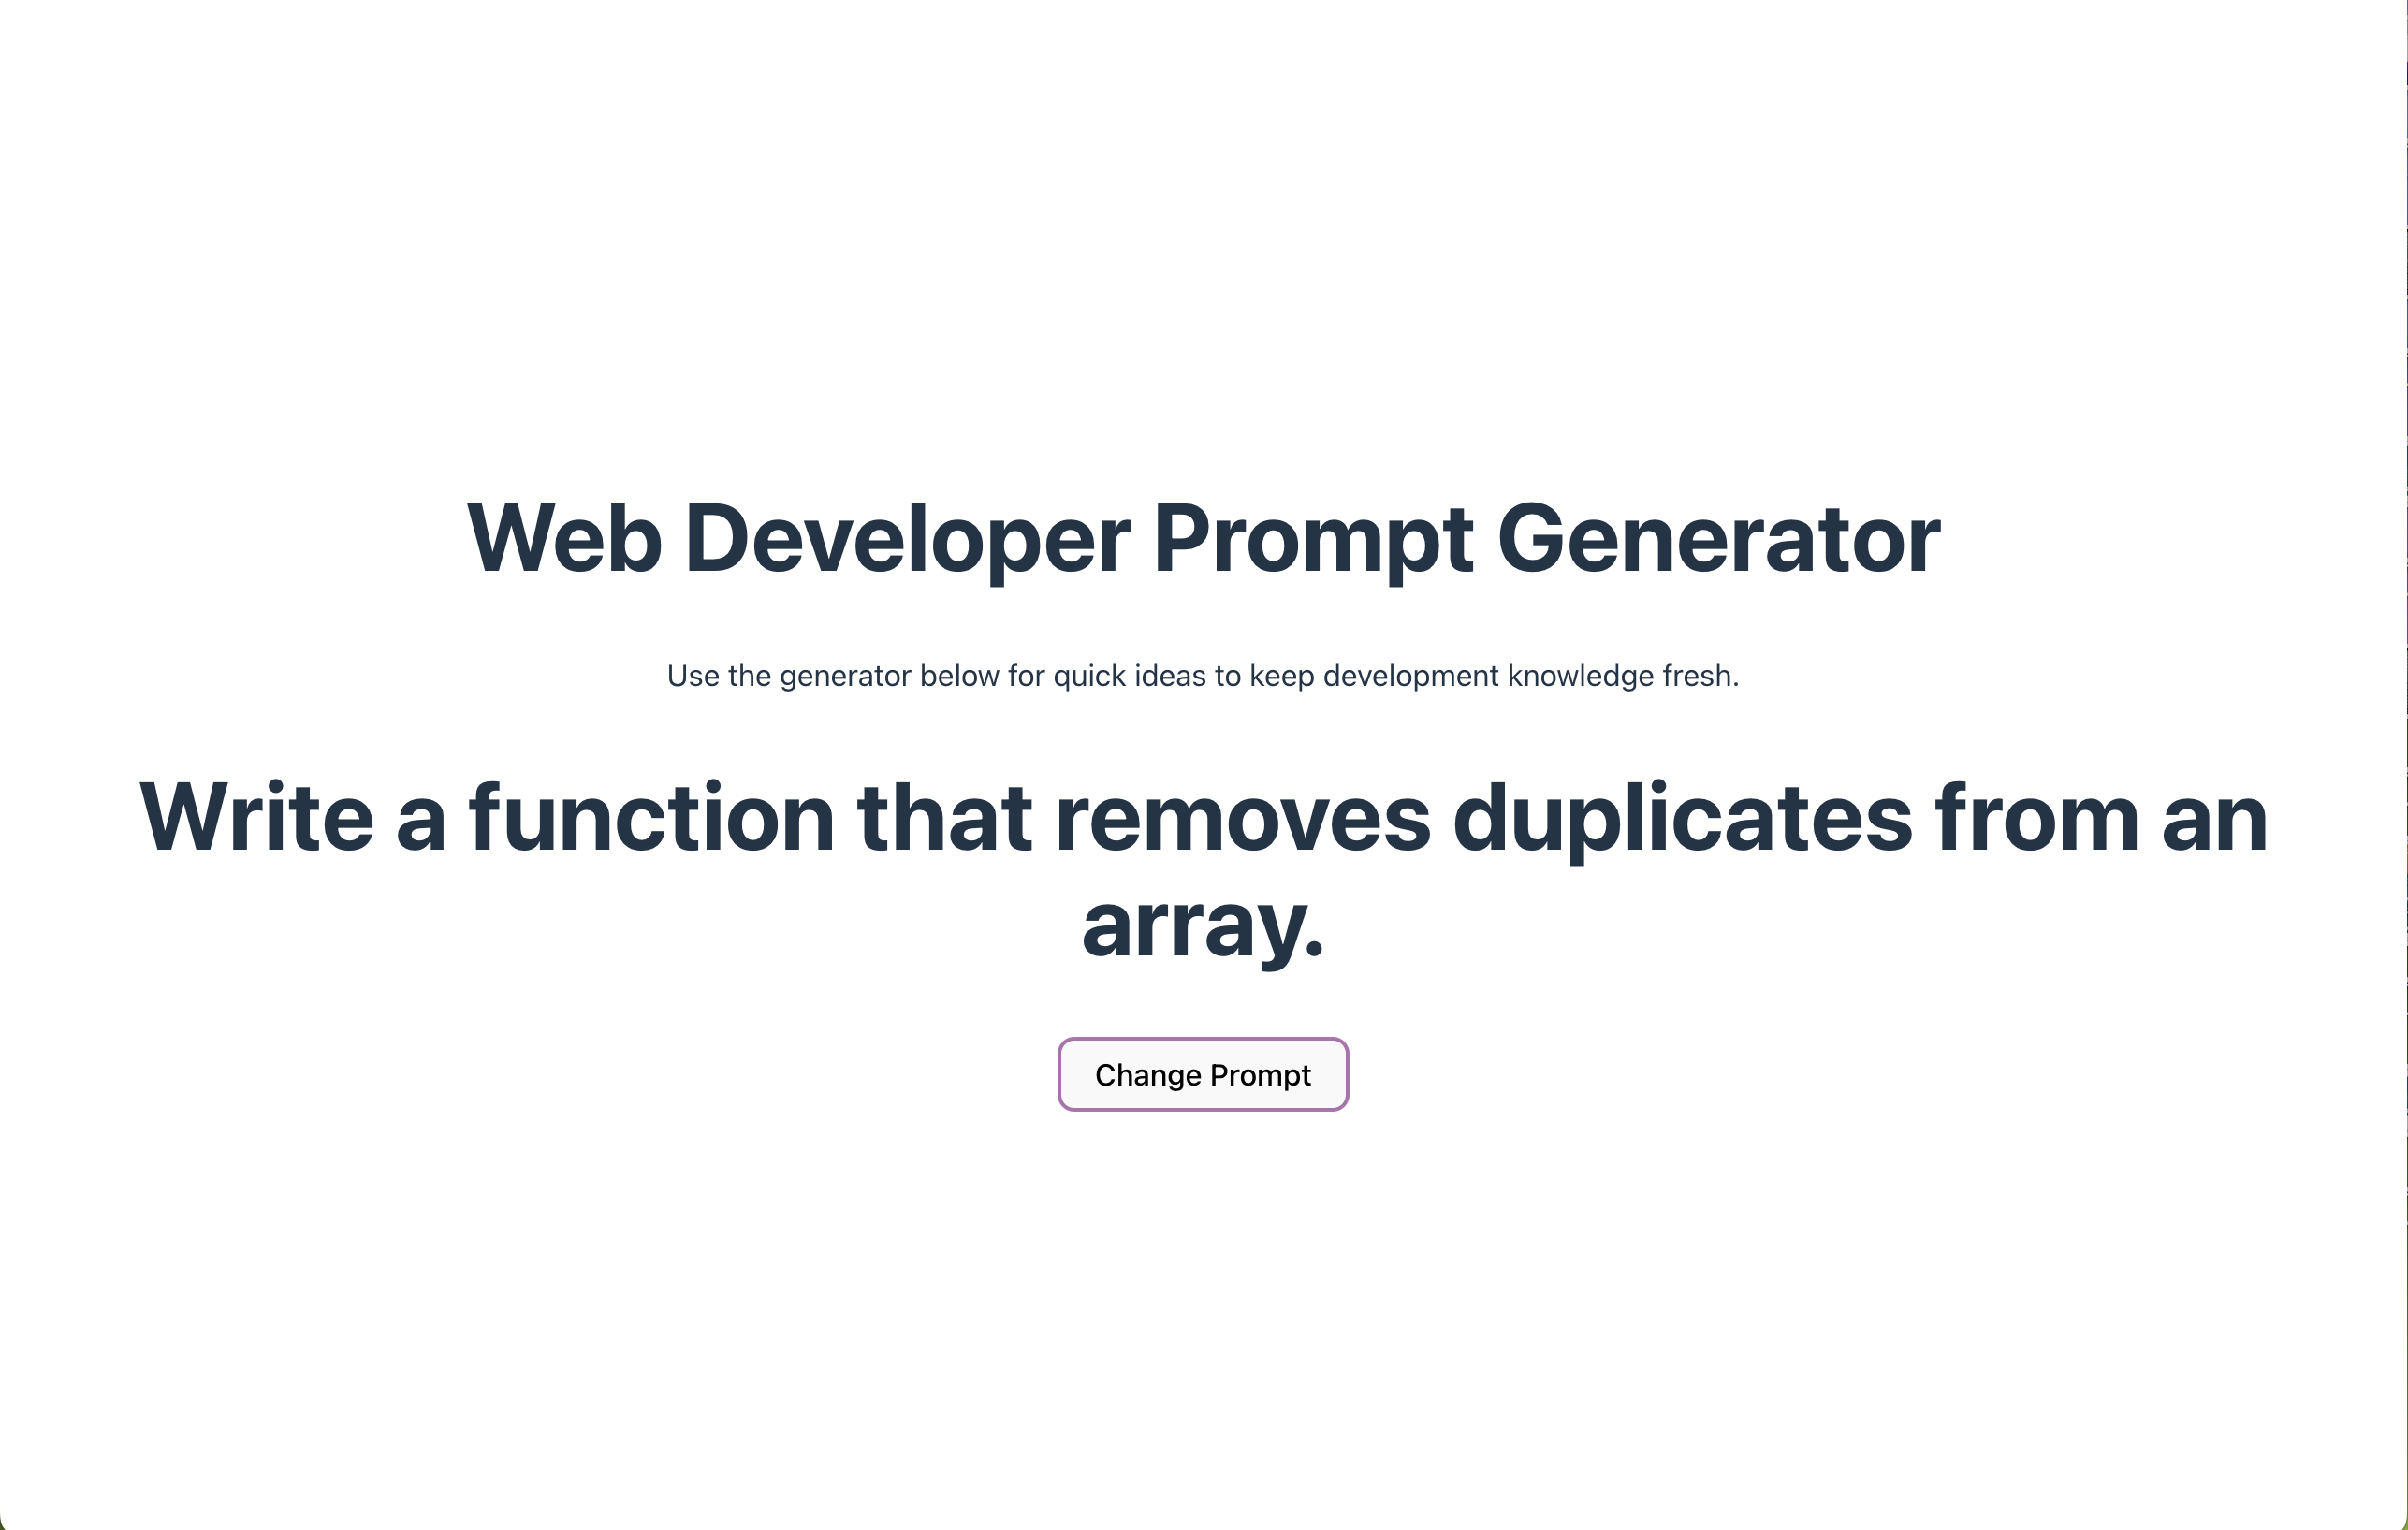 Web Developer Prompt Generator
Use the generator below for quick ideas to keep development knowledge fresh.
Write a function that removes duplicates from an
array.
Change Prompt